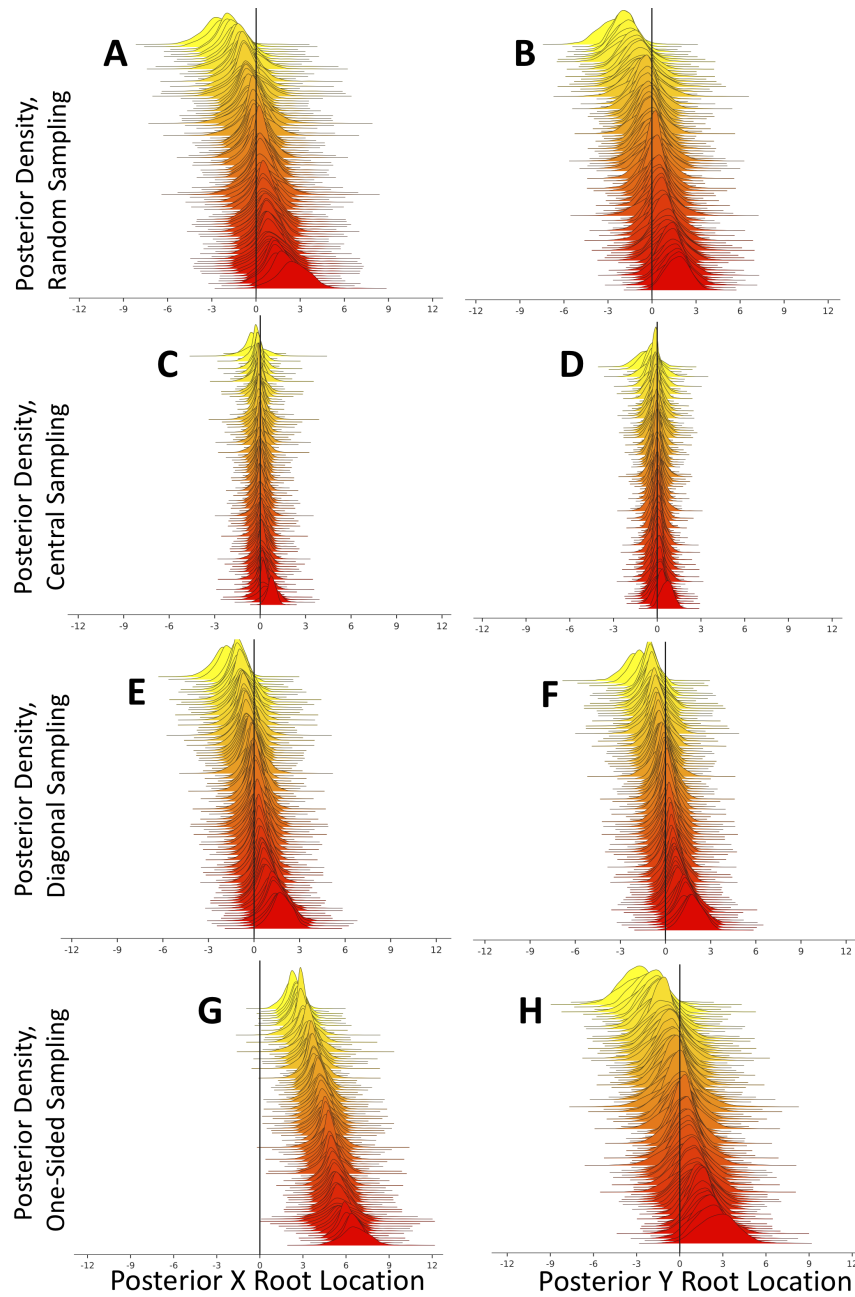 A
B
Posterior Density,
Random Sampling
-12 -9 -6 -3 0 3 6 9 12
-12 -9 -6 -3 0 3 6 9 12
C
D
Posterior Density,
Central Sampling
-12 -9 -6 -3 0 3 6 9 12
-12 -9 -6 -3 0 3 6 9 12
E
F
Posterior Density,
Diagonal Sampling
-12 -9 -6 -3 0 3 6 9 12
-12 -9 -6 -3 0 3 6 9 12
G
H
Posterior Density,
One-Sided Sampling
-12 -9 -6 -3 0 3 6 9 12
-12 -9 -6 -3 0 3 6 9 12
Posterior X Root Location
Posterior Y Root Location